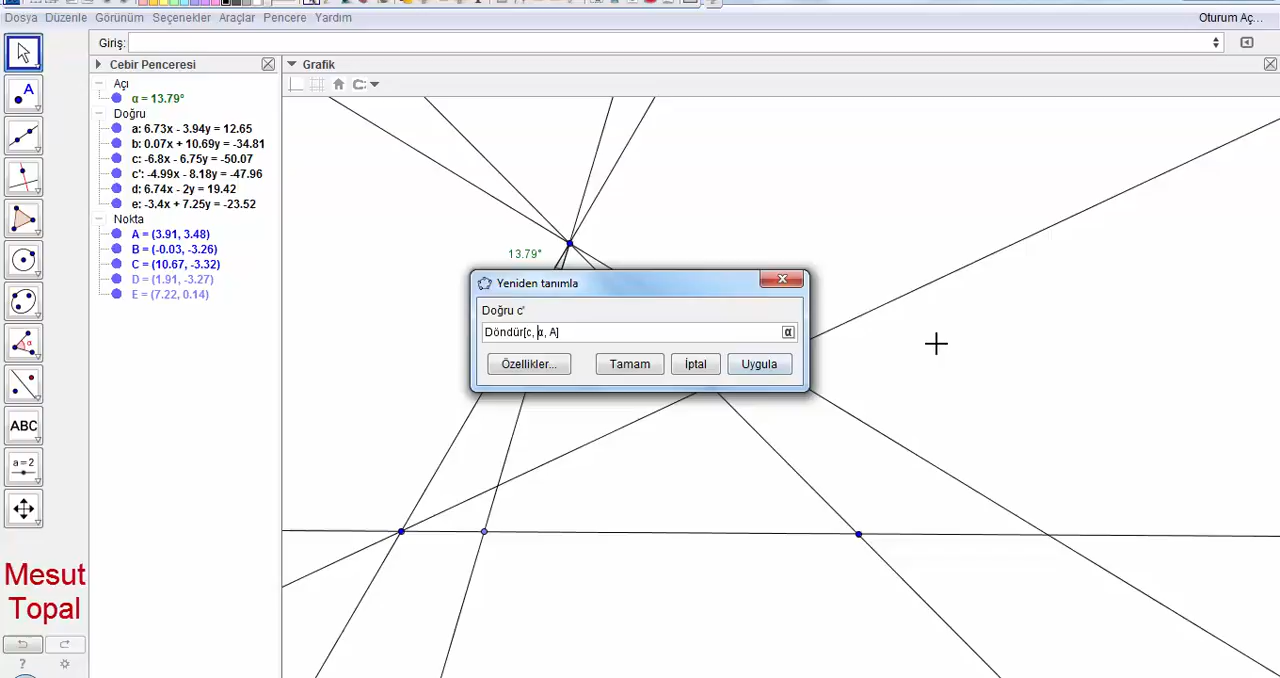 Dosya Düzenle Görünüm Seçenekler Araçlar Pencere Yardım
Oturum Aç...
Giriş:
Cebir Penceresi
Grafik
Açı
α = 13.79°
Doğru
a: 6.73x - 3.94y = 12.65
b: 0.07x + 10.69y = -34.81
c: -6.8x - 6.75y = -50.07
c': -4.99x - 8.18y = -47.96
d: 6.74x - 2y = 19.42
e: -3.4x + 7.25y = -23.52
Nokta
A = (3.91, 3.48)
B = (-0.03, -3.26)
C = (10.67, -3.32)
D = (1.91, -3.27)
E = (7.22, 0.14)
13.79°
Yeniden tanımla
Doğru c'
Döndür[c, α, A]
α
Özellikler...
Tamam
İptal
Uygula
A
α
ABC
a=2
Mesut
Topal
?